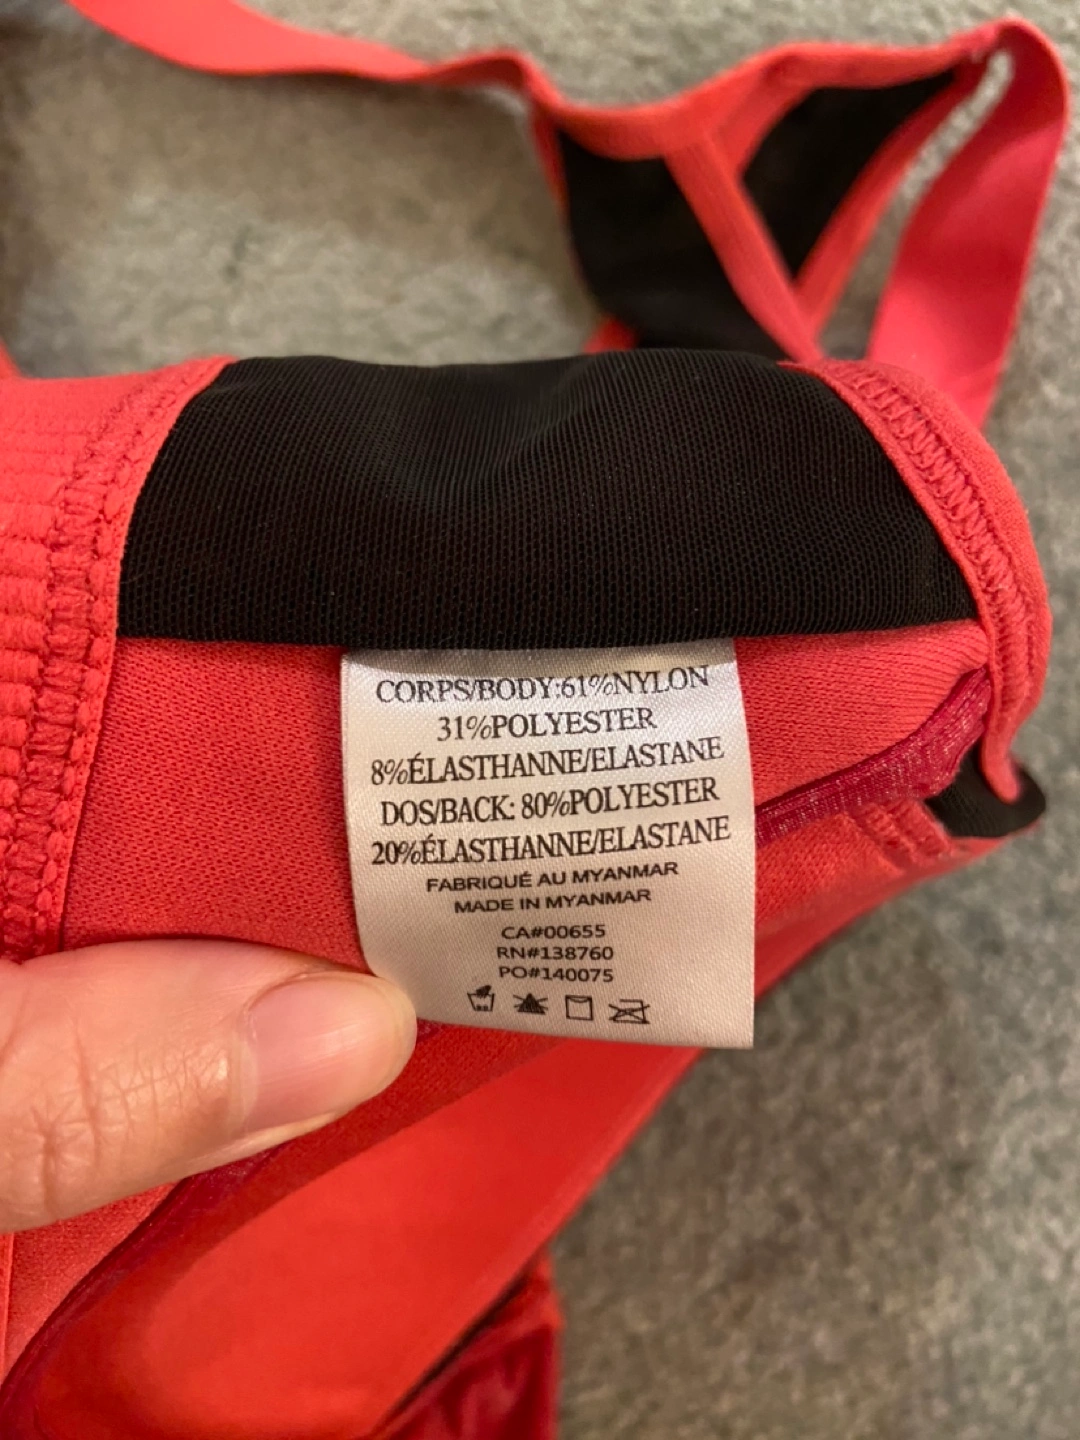 CORPS/BODY:61%NYLON
31%POLYESTER
8%ÉLASTHANNE/ELASTANE
DOS/BACK: 80%POLYESTER
20%ÉLASTHANNE/ELASTANE
FABRIQUÉ AU MYANMAR
MADE IN MYANMAR
CA#00655
RN#138760
PO#140075